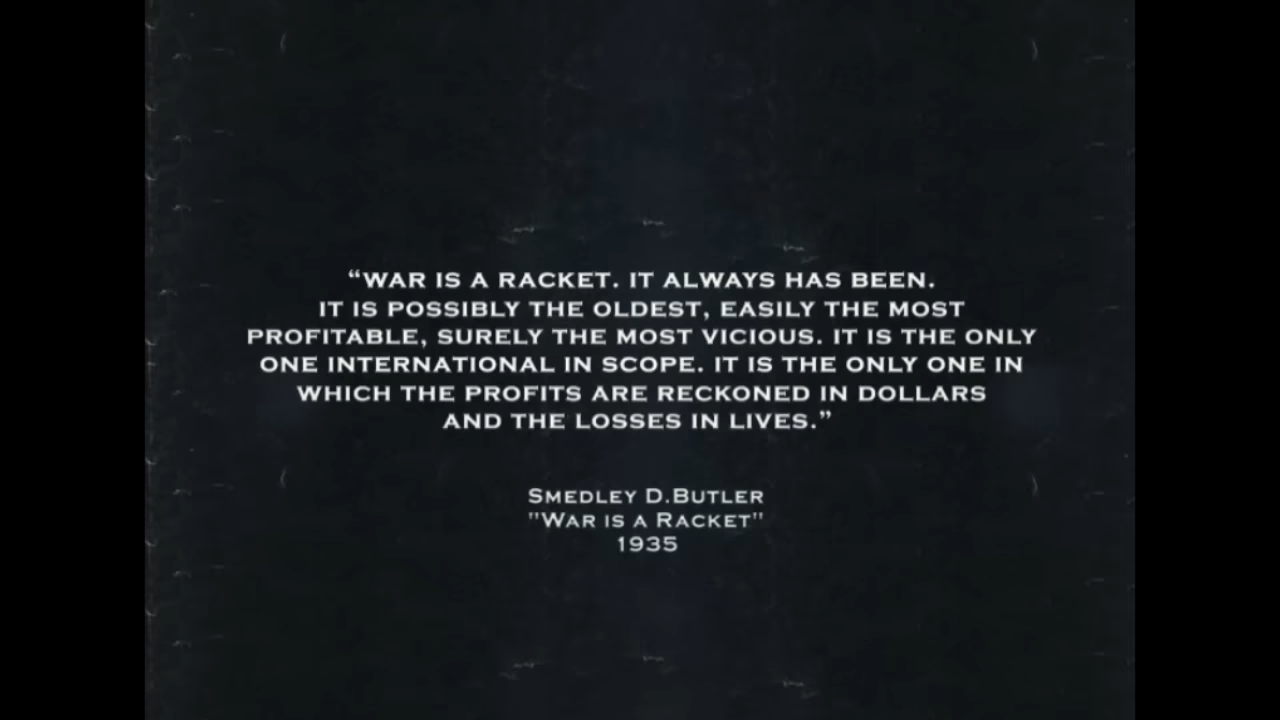 “WAR IS A RACKET. IT ALWAYS HAS BEEN.
IT IS POSSIBLY THE OLDEST, EASILY THE MOST
PROFITABLE, SURELY THE MOST VICIOUS. IT IS THE ONLY
ONE INTERNATIONAL IN SCOPE. IT IS THE ONLY ONE IN
WHICH THE PROFITS ARE RECKONED IN DOLLARS
AND THE LOSSES IN LIVES.”
SMEDLEY D.BUTLER
"WAR IS A RACKET"
1935